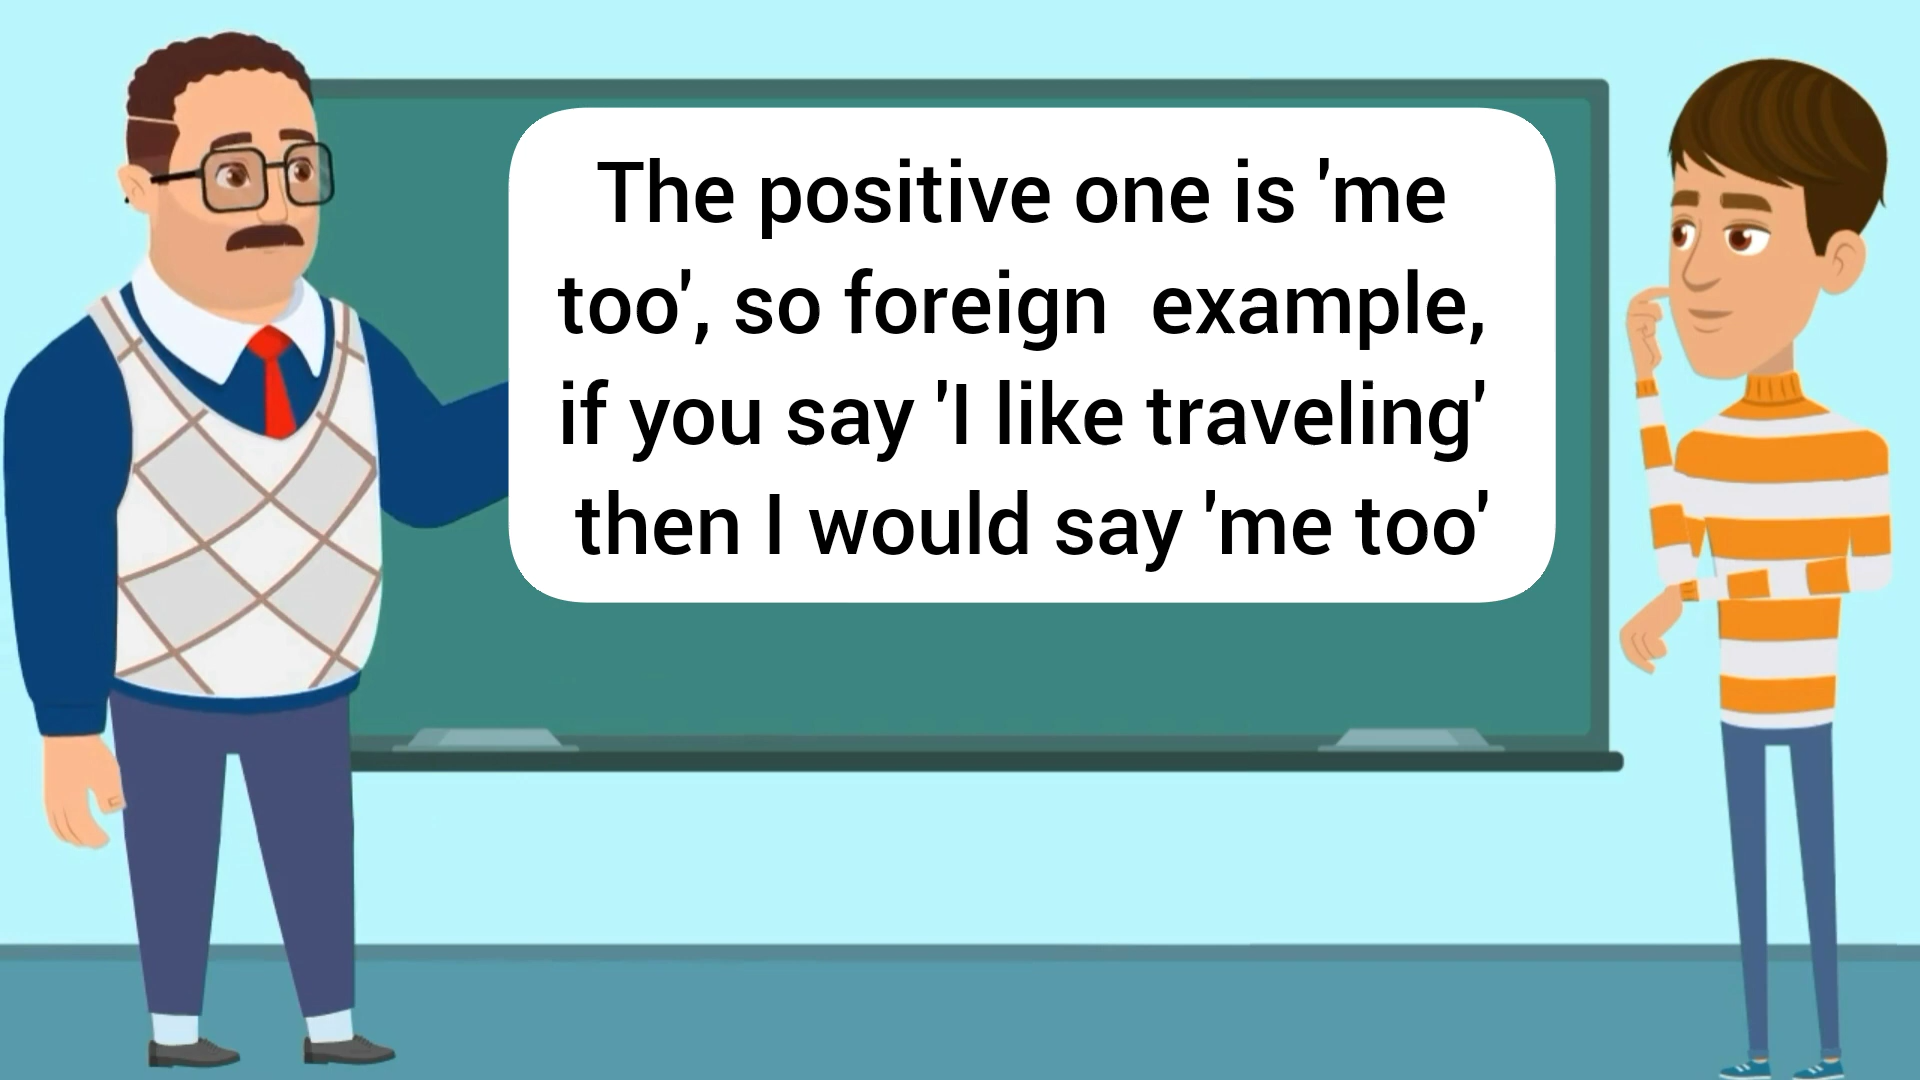 The positive one is 'me
too', so foreign  example,
if you say 'I like traveling'
then I would say 'me too'